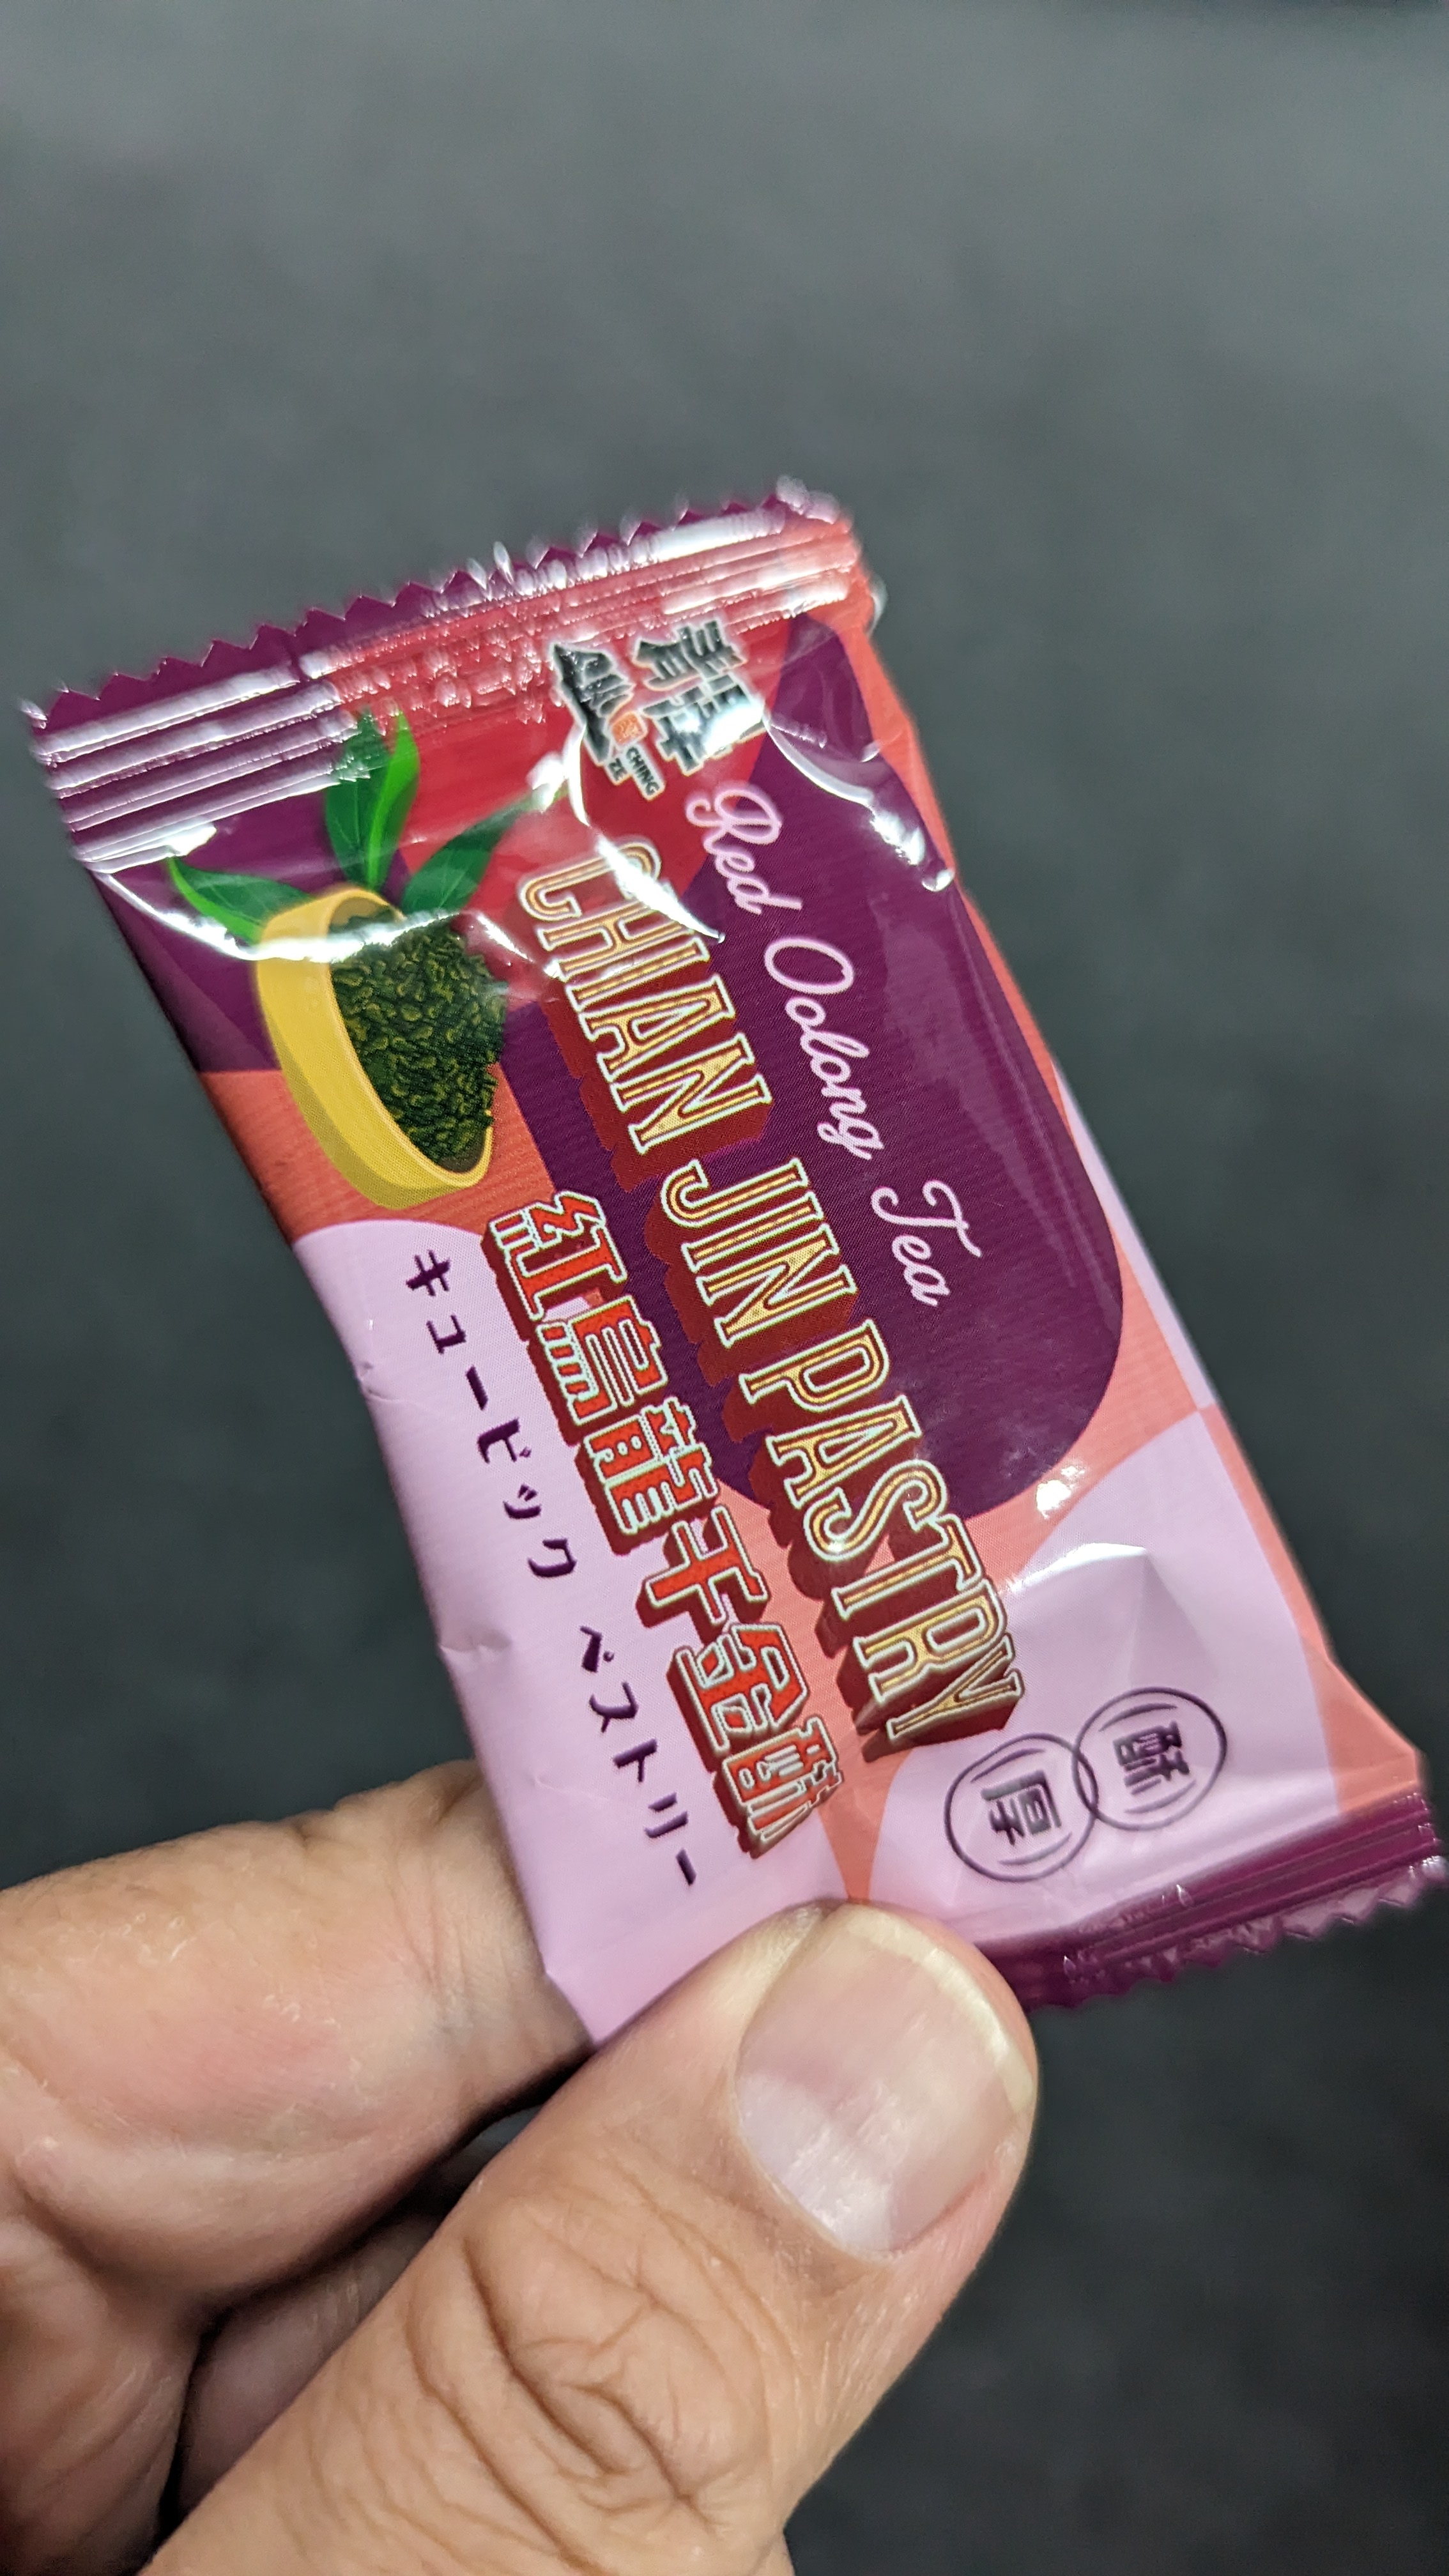 青澤
CHING
ZE
Red Oolong Tea
CHAN JIN PASTRY
紅烏龍千金酥
キュービック ペストリー
酥
厚